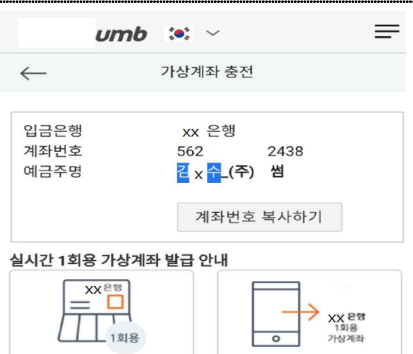 umb
가상계좌 충전
입금은행 xx 은행
계좌번호 562 2438
예금주명 김 x 수_(주) 썸
계좌번호 복사하기
실시간 1회용 가상계좌 발급 안내
XX은행
1회용
XX 은행
1회용
가상계좌